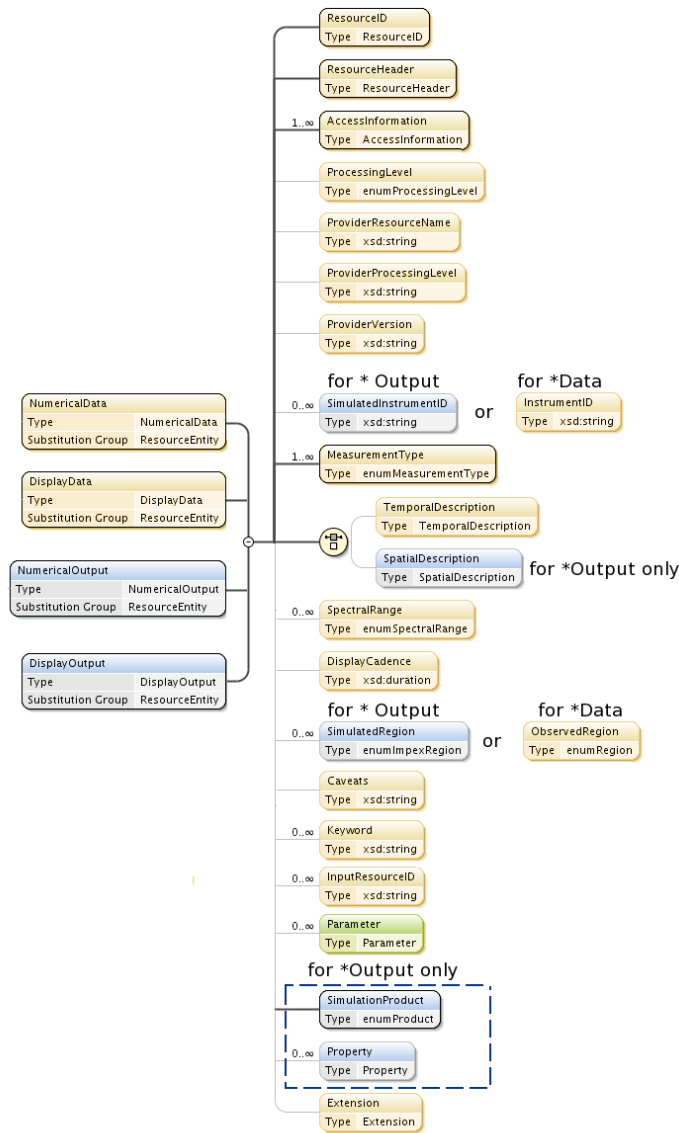 ResourceID
Type ResourceID
ResourceHeader
Type ResourceHeader
1..∞
AccessInformation
Type AccessInformation
ProcessingLevel
Type enumProcessingLevel
ProviderResourceName
Type xsd:string
ProviderProcessingLevel
Type xsd:string
ProviderVersion
Type xsd:string
for * Output
for *Data
0..∞
SimulatedInstrumentID
Type xsd:string
or
InstrumentID
Type xsd:string
NumericalData
Type NumericalData
Substitution Group ResourceEntity
1..∞
MeasurementType
Type enumMeasurementType
DisplayData
Type DisplayData
Substitution Group ResourceEntity
TemporalDescription
Type TemporalDescription
SpatialDescription
Type SpatialDescription
for *Output only
NumericalOutput
Type NumericalOutput
Substitution Group ResourceEntity
0..∞
SpectralRange
Type enumSpectralRange
DisplayOutput
Type DisplayOutput
Substitution Group ResourceEntity
DisplayCadence
Type xsd:duration
for * Output
for *Data
0..∞
SimulatedRegion
Type enumImpexRegion
or
ObservedRegion
Type enumRegion
Caveats
Type xsd:string
0..∞
Keyword
Type xsd:string
0..∞
InputResourceID
Type xsd:string
0..∞
Parameter
Type Parameter
for *Output only
SimulationProduct
Type enumProduct
0..∞
Property
Type Property
Extension
Type Extension